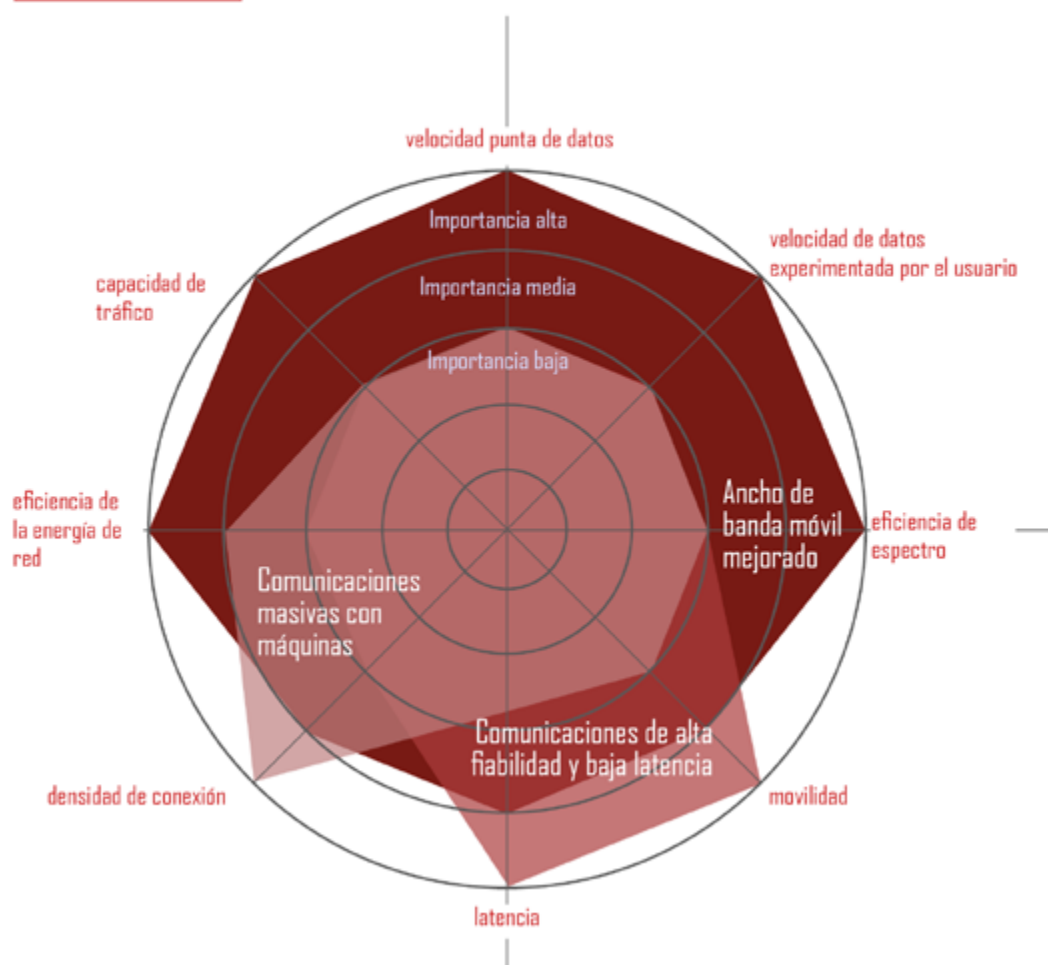 velocidad punta de datos
Importancia alta
velocidad de datos
experimentada por el usuario
capacidad de
tráfico
Importancia media
Importancia baja
Ancho de
banda móvil
mejorado
eficiencia de
espectro
eficiencia de
la energía de
red
Comunicaciones
masivas con
máquinas
Comunicaciones de alta
fiabilidad y baja latencia
densidad de conexión
movilidad
latencia